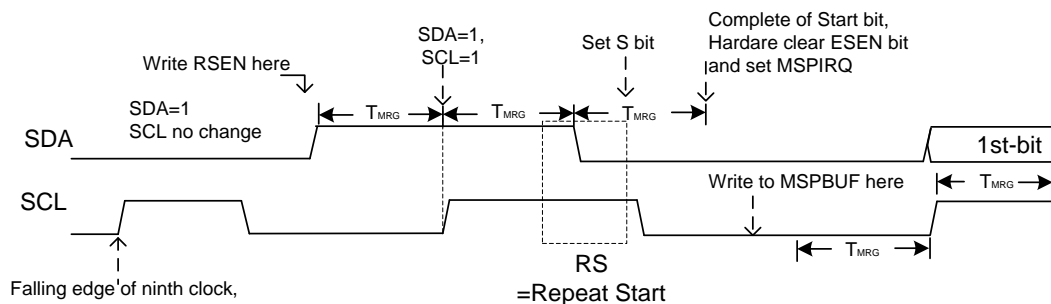 Complete of Start bit,
Hardare clear ESEN bit
and set MSPIRQ
SDA=1,
SCL=1
Set S bit
Write RSEN here
SDA=1
SCL no change
TMRG
TMRG
TMRG
SDA
1st-bit
Write to MSPBUF here
TMRG
SCL
TMRG
RS
=Repeat Start
Falling edge of ninth clock,